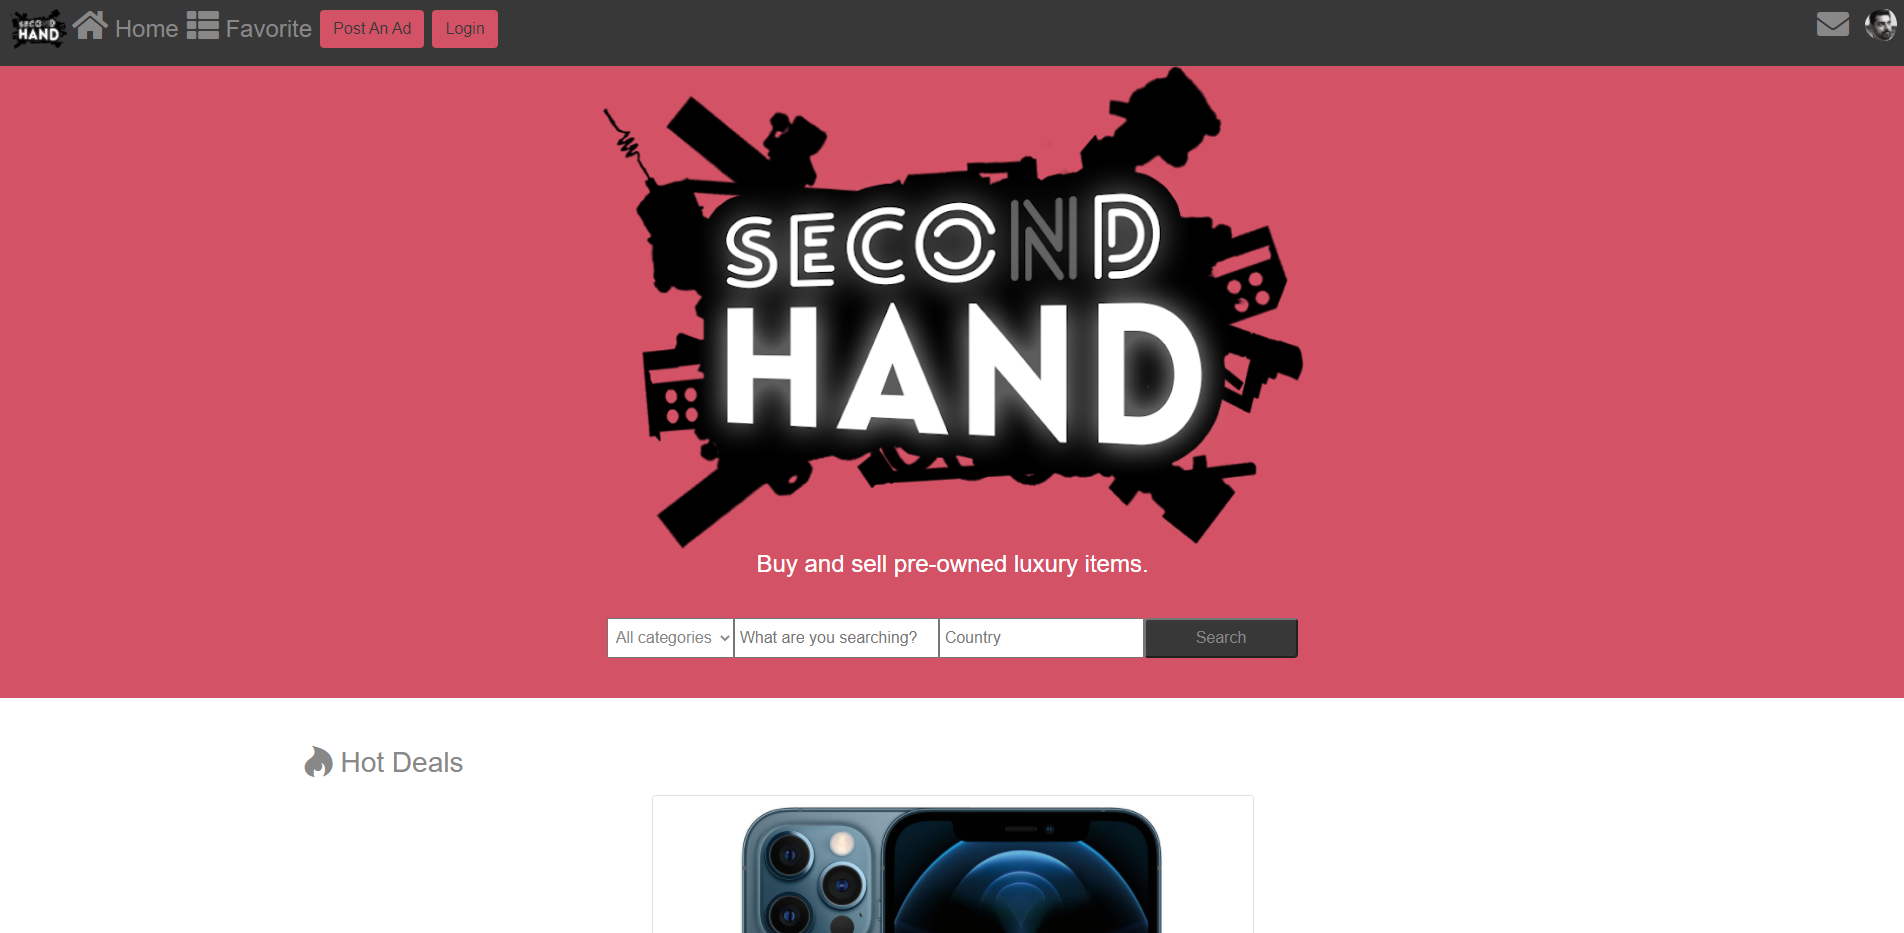 SECOND
HAND
Home
Favorite
Post An Ad
Login
SECOND
HAND
Buy and sell pre-owned luxury items.
All categories
What are you searching?
Country
Search
Hot Deals